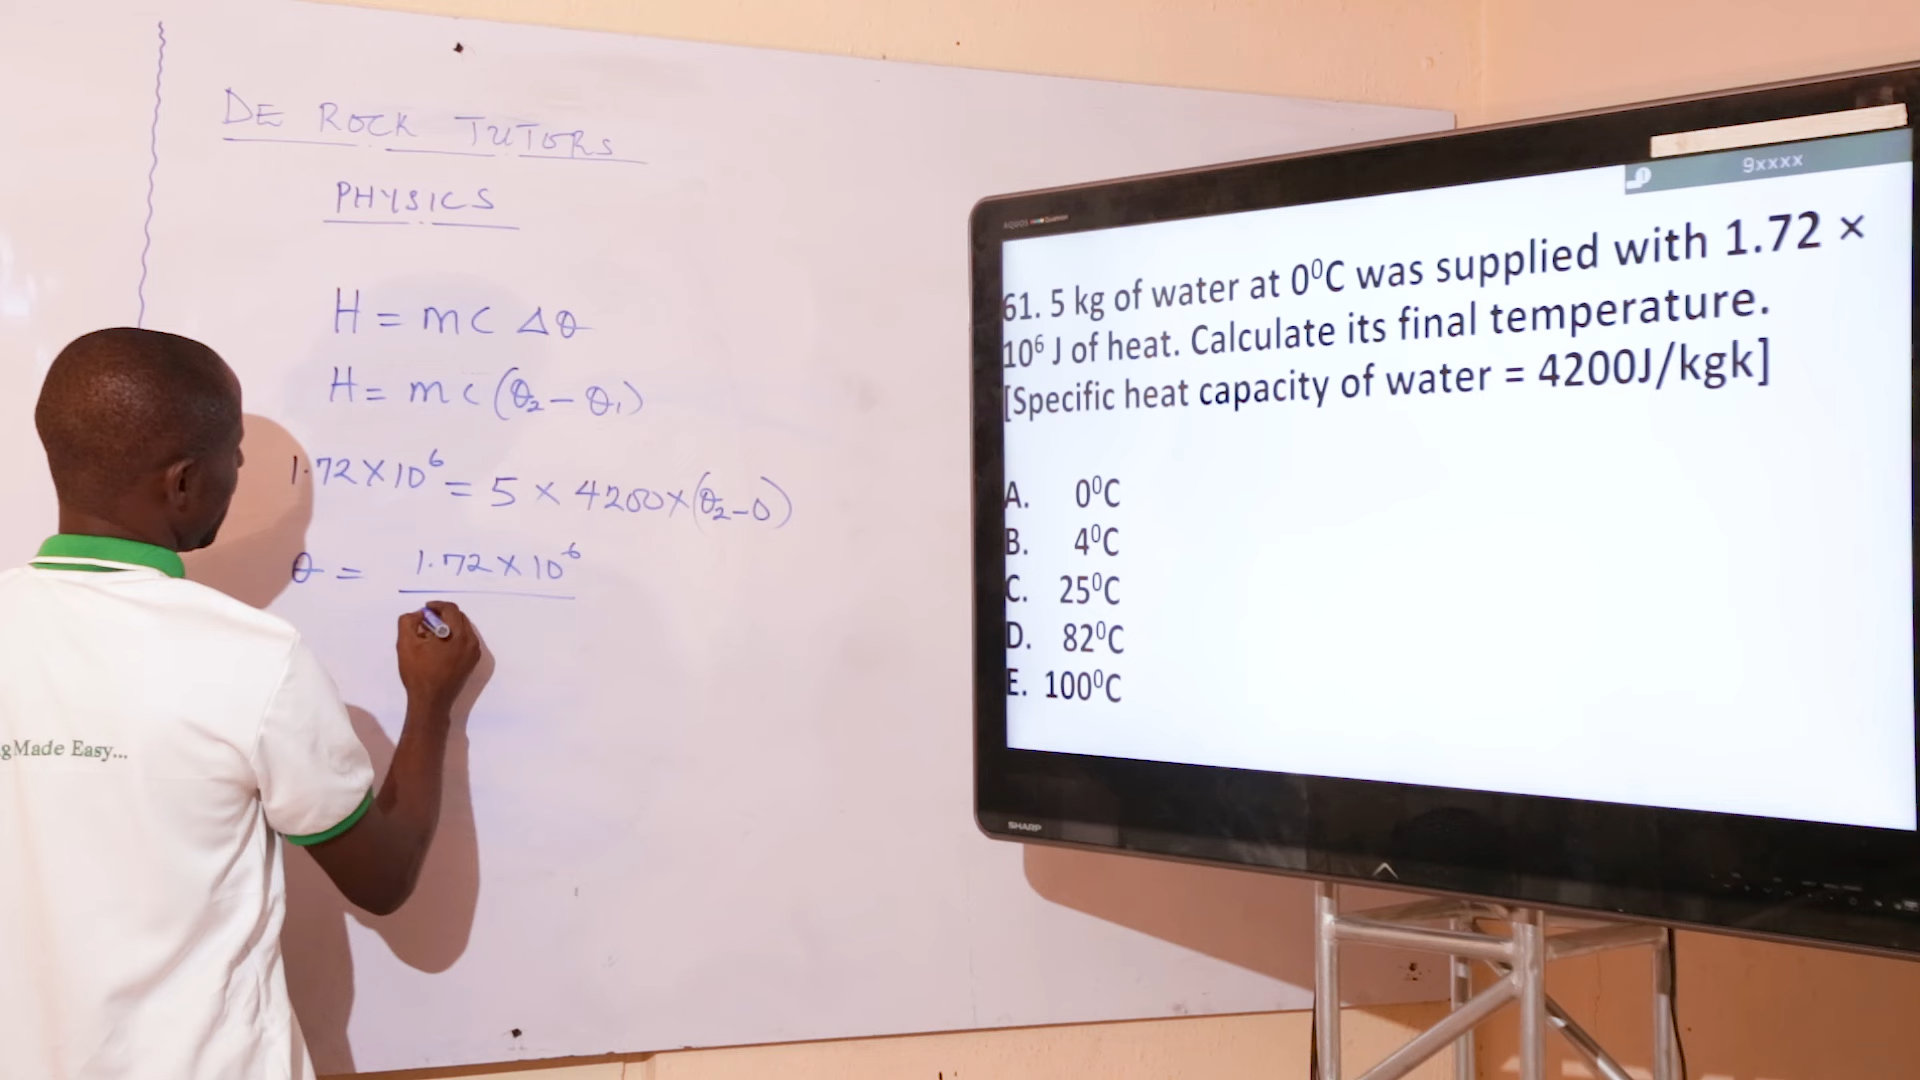 DE ROCK TUTORS
PHYSICS
H = mc Δθ
H = mc (θ₂ – θ₁)
1.72 × 10⁶ = 5 × 4200 × (θ₂ – 0)
θ = 1.72 × 10⁶
gMade Easy...
9xxxx
61. 5 kg of water at 0⁰C was supplied with 1.72 ×
10⁶ J of heat. Calculate its final temperature.
[Specific heat capacity of water = 4200J/kgk]
A. 0⁰C
B. 4⁰C
C. 25⁰C
D. 82⁰C
E. 100⁰C
SHARP